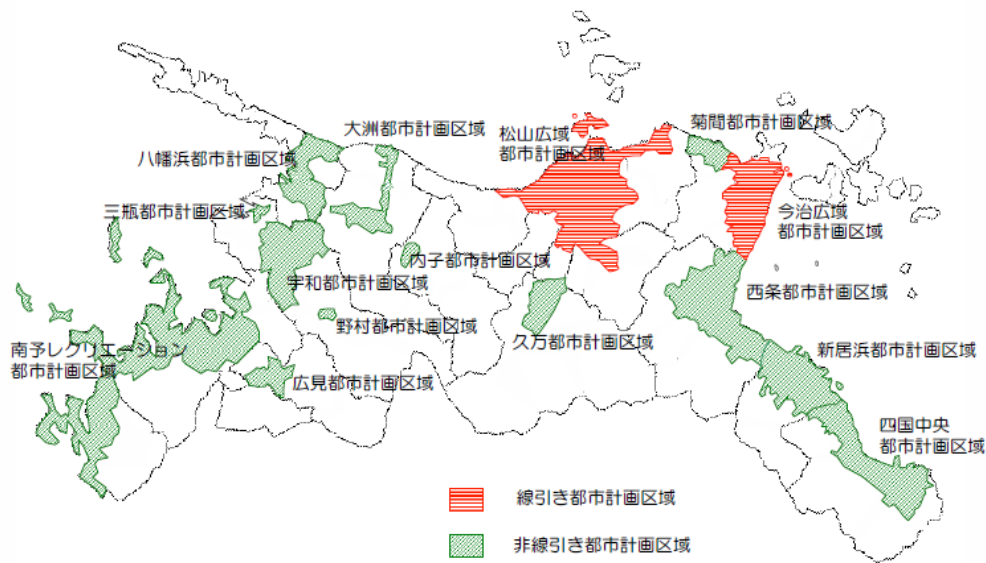 大洲都市計画区域
松山広域
都市計画区域
菊間都市計画区域
八幡浜都市計画区域
三瓶都市計画区域
今治広域
都市計画区域
内子都市計画区域
宇和都市計画区域
西条都市計画区域
野村都市計画区域
久万都市計画区域
南予レクリエーション
都市計画区域
新居浜都市計画区域
広見都市計画区域
四国中央
都市計画区域
線引き都市計画区域
非線引き都市計画区域